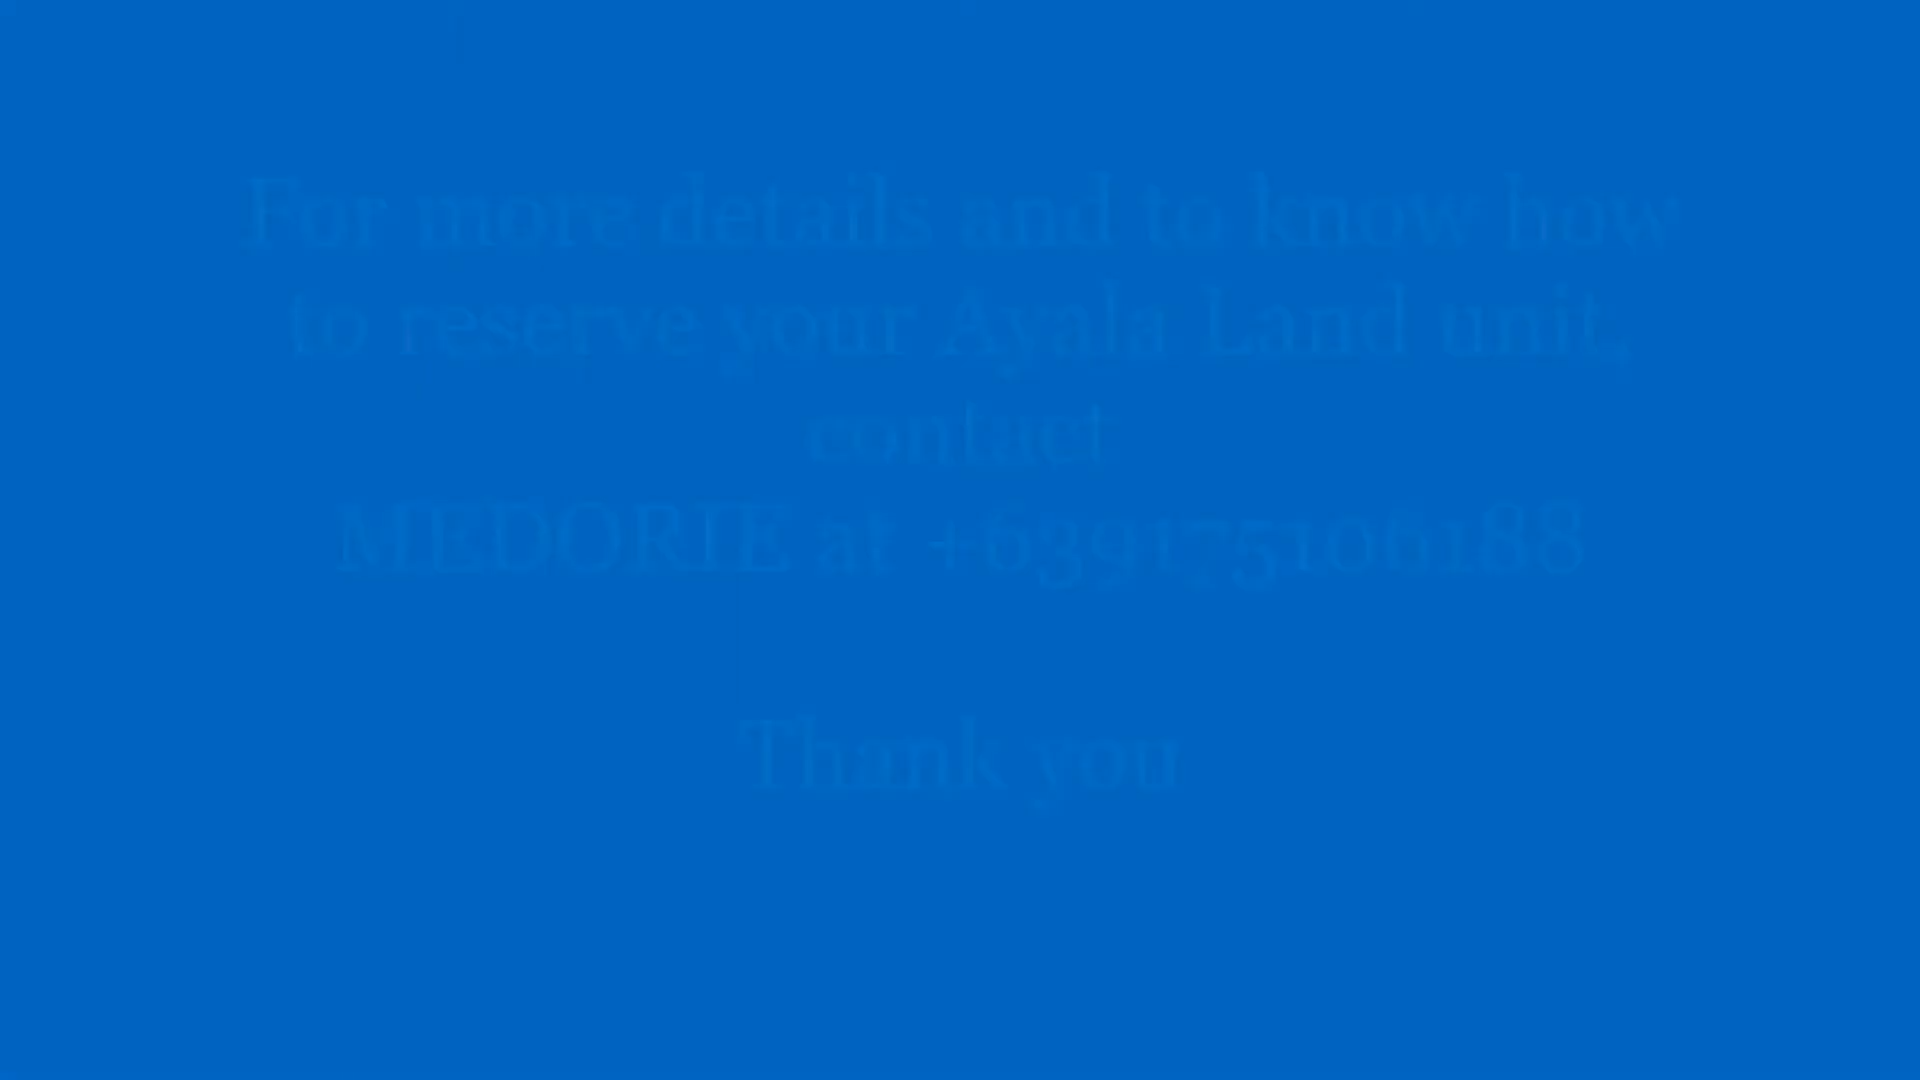 For more details and to know how
to reserve your Ayala Land unit,
contact
MEDORIE at +639175106188
Thank you